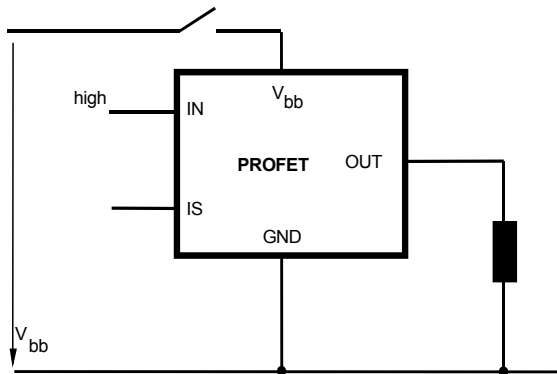 high
IN
V bb
PROFET
OUT
IS
GND
V bb